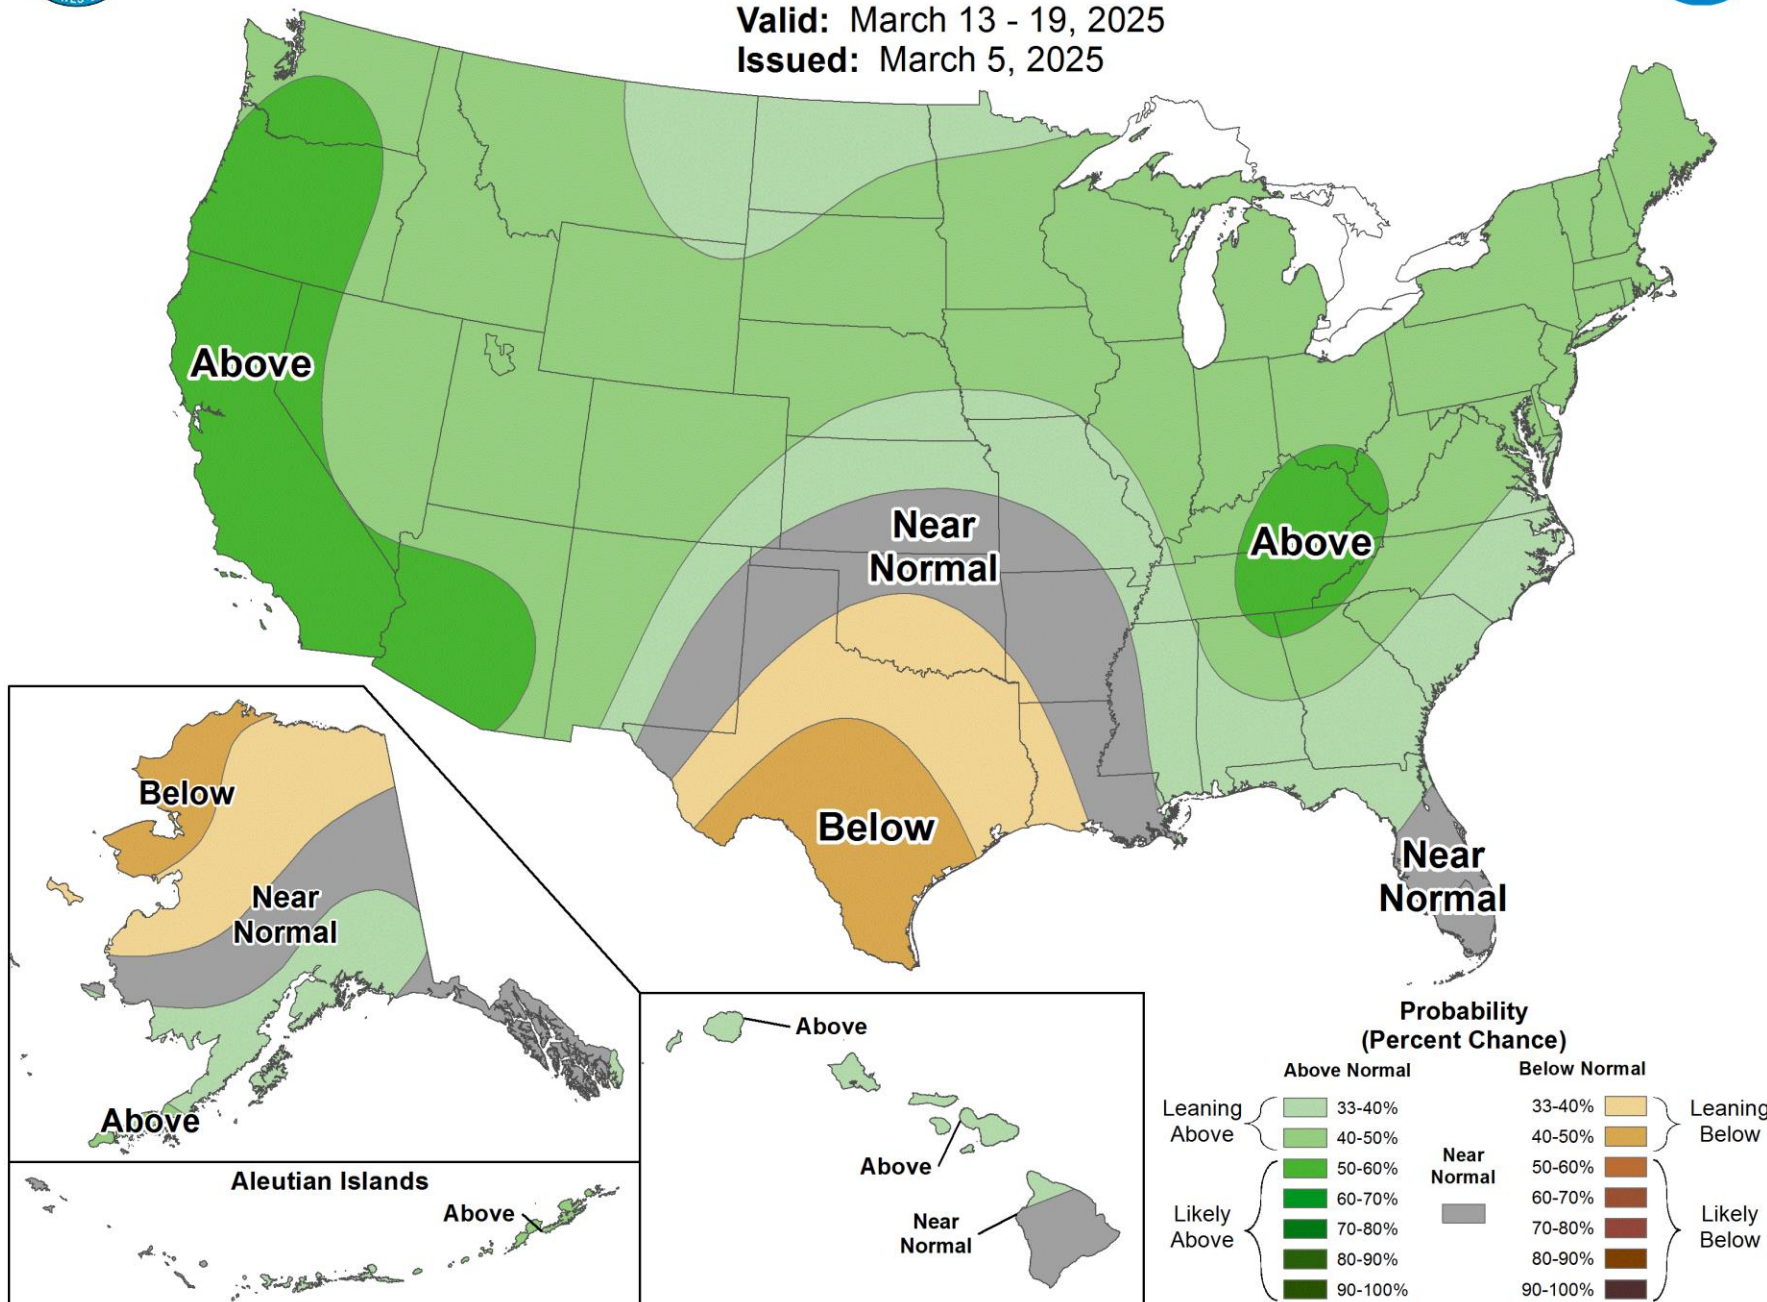 Valid: March 13 - 19, 2025
Issued: March 5, 2025
Above
Near
Normal
Above
Below
Near
Normal
Below
Near
Normal
Above
Aleutian Islands
Above
Above
Above
Near
Normal
Probability
(Percent Chance)
Above Normal
Below Normal
Leaning
Above
33-40%
40-50%
Likely
Above
50-60%
60-70%
70-80%
80-90%
90-100%
Near
Normal
33-40%
40-50%
Leaning
Below
50-60%
60-70%
70-80%
80-90%
90-100%
Likely
Below